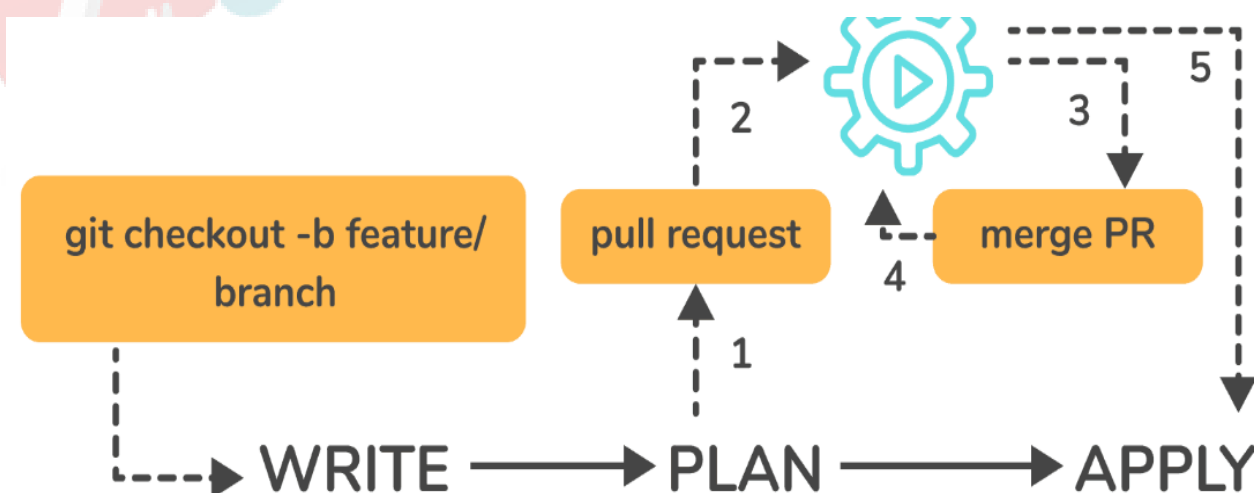 5
2
3
git checkout -b feature/
branch
pull request
merge PR
4
1
WRITE
PLAN
APPLY